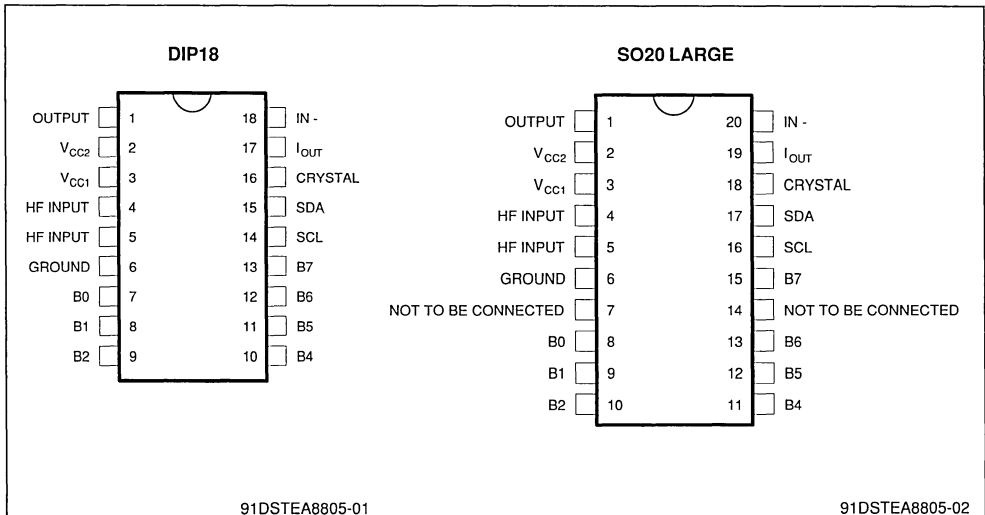 DIP18
OUTPUT 1 18 IN -
VCC2 2 17 IOUT
VCC1 3 16 CRYSTAL
HF INPUT 4 15 SDA
HF INPUT 5 14 SCL
GROUND 6 13 B7
B0 7 12 B6
B1 8 11 B5
B2 9 10 B4
91DSTEA8805-01
SO20 LARGE
OUTPUT 1 20 IN -
VCC2 2 19 IOUT
VCC1 3 18 CRYSTAL
HF INPUT 4 17 SDA
HF INPUT 5 16 SCL
GROUND 6 15 B7
NOT TO BE CONNECTED 7 14 NOT TO BE CONNECTED
B0 8 13 B6
B1 9 12 B5
B2 10 11 B4
91DSTEA8805-02